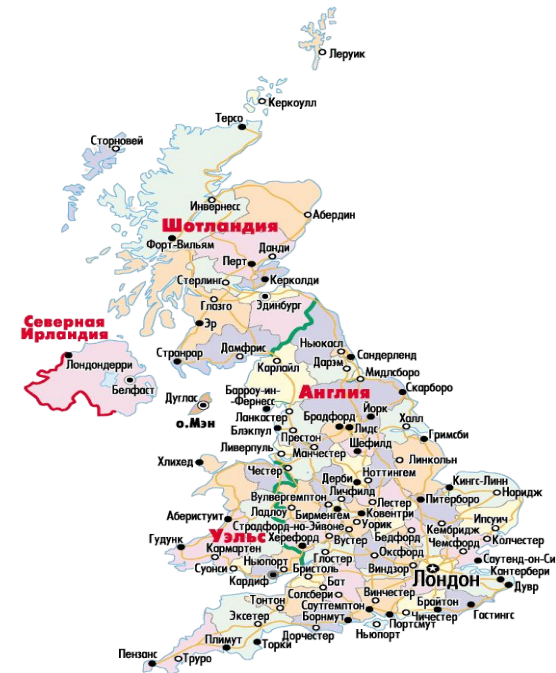 Леруик
Керкоулл
Терсо
Сторновей
Инвернесс
Абердин
Шотландия
Форт-Вильям
Данди
Перт
Керколди
Стерлинг
Эдинбург
Глазго
Северная
Ирландия
Эр
Ньюкасл
Сандерленд
Странрар
Дамфрис
Лондондерри
Карлайл
Дарэм
Мидлсборо
Белфаст
Дуглас
Барроу-ин-
Фернесс
Англия
Скарборо
о.Мэн
Ланкастер
Йорк
Брадфорд
Халл
Блэкпул
Лидс
Престон
Гримсби
Шефилд
Ливерпуль
Манчестер
Линкольн
Хлихед
Честер
Ноттингем
Дерби
Кингс-Линн
Личфилд
Норидж
Вулвергемптон
Лестер
Питерборо
Ладлоу
Бирменгем
Ковентри
Аберистуит
Ипсуич
Страдфорд-на-Эйвоне
Уорик
Кембридж
Бедфорд
Уэльс
Херефорд
Вустер
Чемсфорд
Колчестер
Гудунк
Кармартен
Глостер
Оксфорд
Саутенд-он-Си
Суонси
Ньюпорт
Бристоль
Виндзор
Лондон
Кантербери
Кардиф
Бат
Дувр
Солсбери
Винчестер
Тонтон
Саутгемптон
Брайтон
Эксетер
Борнмут
Чичестер
Гастингс
Дорчестер
Портсмут
Плимут
Торки
Ньюпорт
Пензанс
Труро